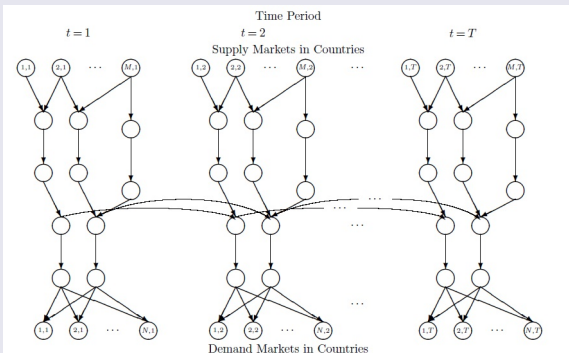 Time Period
t = 1 t = 2 t = T
Supply Markets in Countries
1,1 2,1 ··· M,1 1,2 2,2 ··· M,2 ··· 1,T 2,T ··· M,T
···
···
···
···
1,1 2,1 ··· N,1 1,2 2,2 ··· N,2 1,T 2,T ··· N,T
Demand Markets in Countries